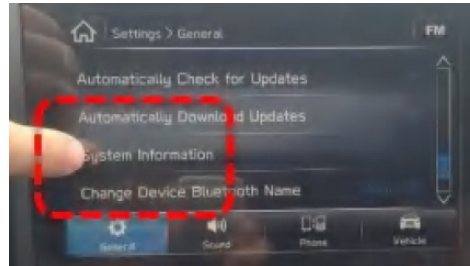 Settings > General
FM
Automatically Check for Updates
Automatically Download Updates
System Information
Change Device Bluetooth Name
General
Sound
Phone
Vehicle